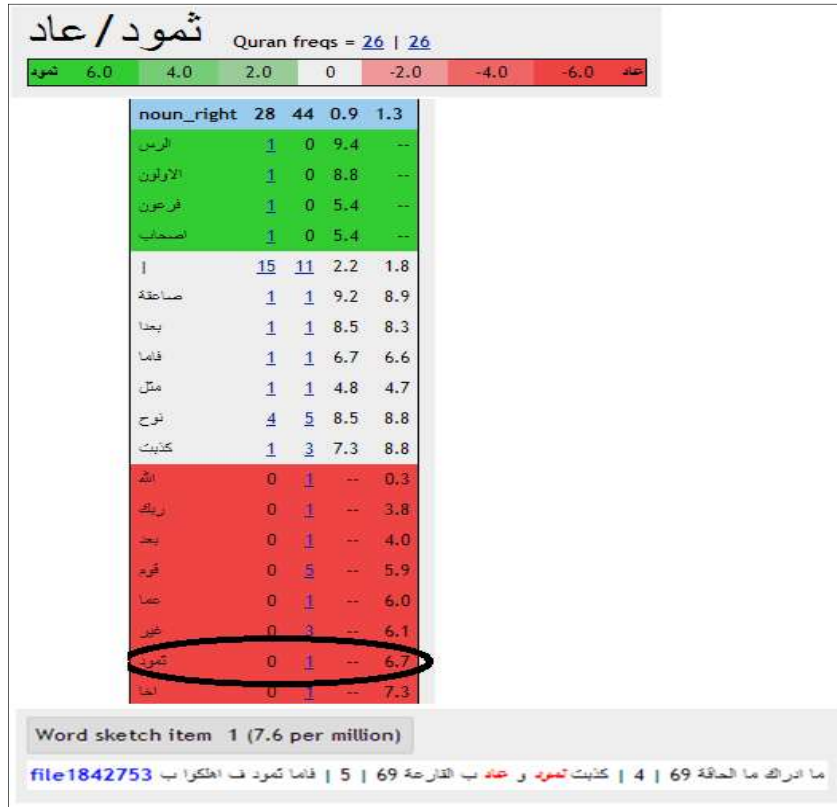 ثمود/عاد Quran freqs = 26 | 26
ثمود 6.0 4.0 2.0 0 -2.0 -4.0 -6.0 عاد
noun_right 28 44 0.9 1.3
الرس 1 0 9.4 --
الاولون 1 0 8.8 --
فرعون 1 0 5.4 --
اصحاب 1 0 5.4 --
| 15 11 2.2 1.8
صاعقة 1 1 9.2 8.9
بعدا 1 1 8.5 8.3
فاما 1 1 6.7 6.6
مثل 1 1 4.8 4.7
نوح 4 5 8.5 8.8
كذبت 1 3 7.3 8.8
الله 0 1 -- 0.3
ربك 0 1 -- 3.8
بعد 0 1 -- 4.0
قوم 0 5 -- 5.9
عما 0 1 -- 6.0
غير 0 3 -- 6.1
ثمود 0 1 -- 6.7
اخا 0 1 -- 7.3
Word sketch item 1 (7.6 per million)
file1842753 ما ادراك ما الحاقة 69 | 4 | كذبت ثمود و عاد ب القارعة 69 | 5 | فاما ثمود ف اهلكوا ب